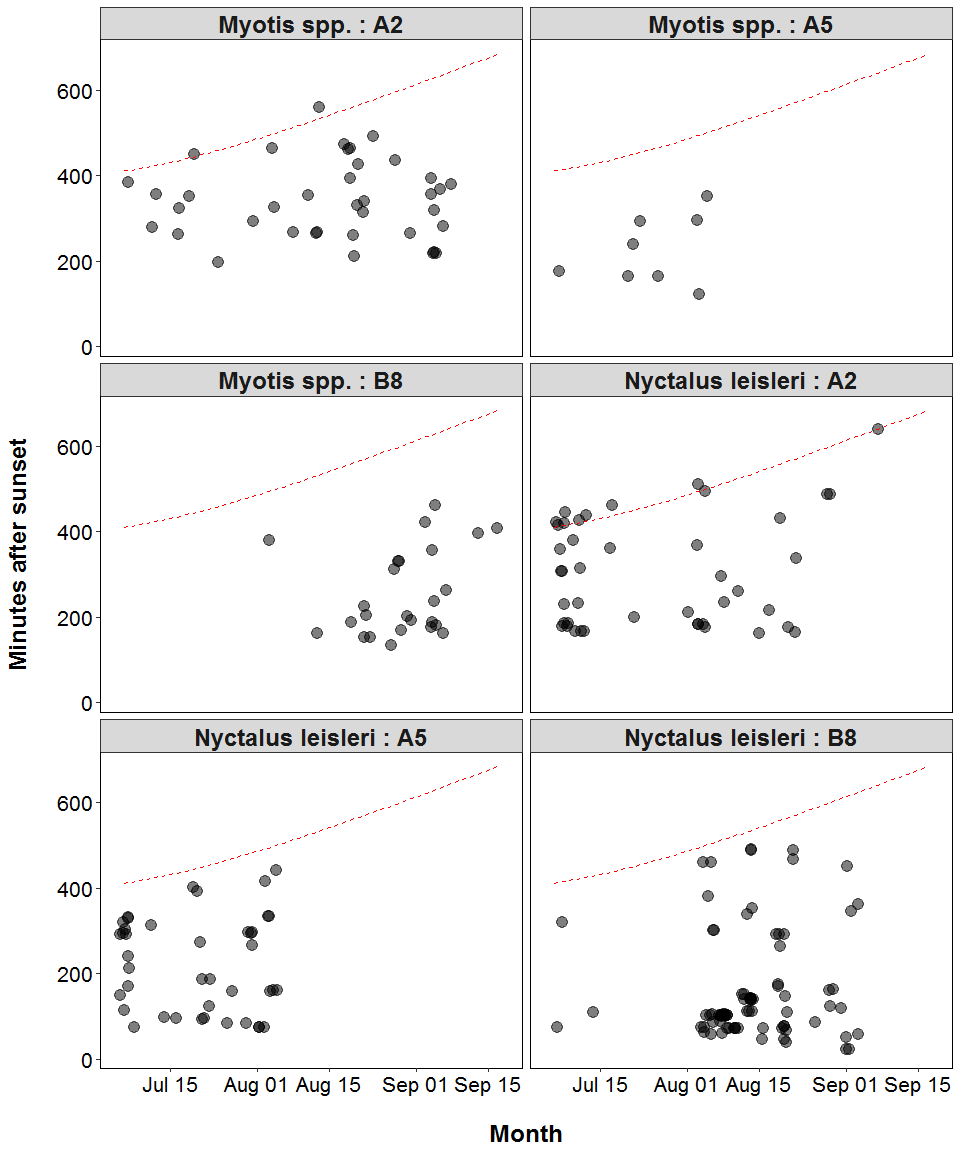 Myotis spp. : A2
Myotis spp. : A5
600
400
200
0
Myotis spp. : B8
Nyctalus leisleri : A2
600
400
200
0
Nyctalus leisleri : A5
Nyctalus leisleri : B8
600
400
200
0
Jul 15 Aug 01 Aug 15 Sep 01 Sep 15
Jul 15 Aug 01 Aug 15 Sep 01 Sep 15
Month
Minutes after sunset